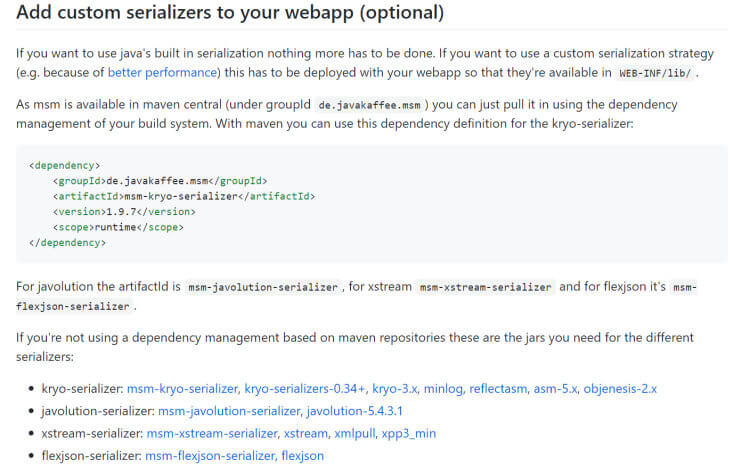 Add custom serializers to your webapp (optional)
If you want to use java's built in serialization nothing more has to be done. If you want to use a custom serialization strategy
(e.g. because of better performance) this has to be deployed with your webapp so that they're available in WEB-INF/lib/ .
As msm is available in maven central (under groupId de.javakaffee.msm ) you can just pull it in using the dependency
management of your build system. With maven you can use this dependency definition for the kryo-serializer:
<dependency>
    <groupId>de.javakaffee.msm</groupId>
    <artifactId>msm-kryo-serializer</artifactId>
    <version>1.9.7</version>
    <scope>runtime</scope>
</dependency>
For javolution the artifactId is msm-javolution-serializer , for xstream msm-xstream-serializer and for flexjson it's msm-
flexjson-serializer .
If you're not using a dependency management based on maven repositories these are the jars you need for the different
serializers:
• kryo-serializer: msm-kryo-serializer, kryo-serializers-0.34+, kryo-3.x, minlog, reflectasm, asm-5.x, objenesis-2.x
• javolution-serializer: msm-javolution-serializer, javolution-5.4.3.1
• xstream-serializer: msm-xstream-serializer, xstream, xmlpull, xpp3_min
• flexjson-serializer: msm-flexjson-serializer, flexjson